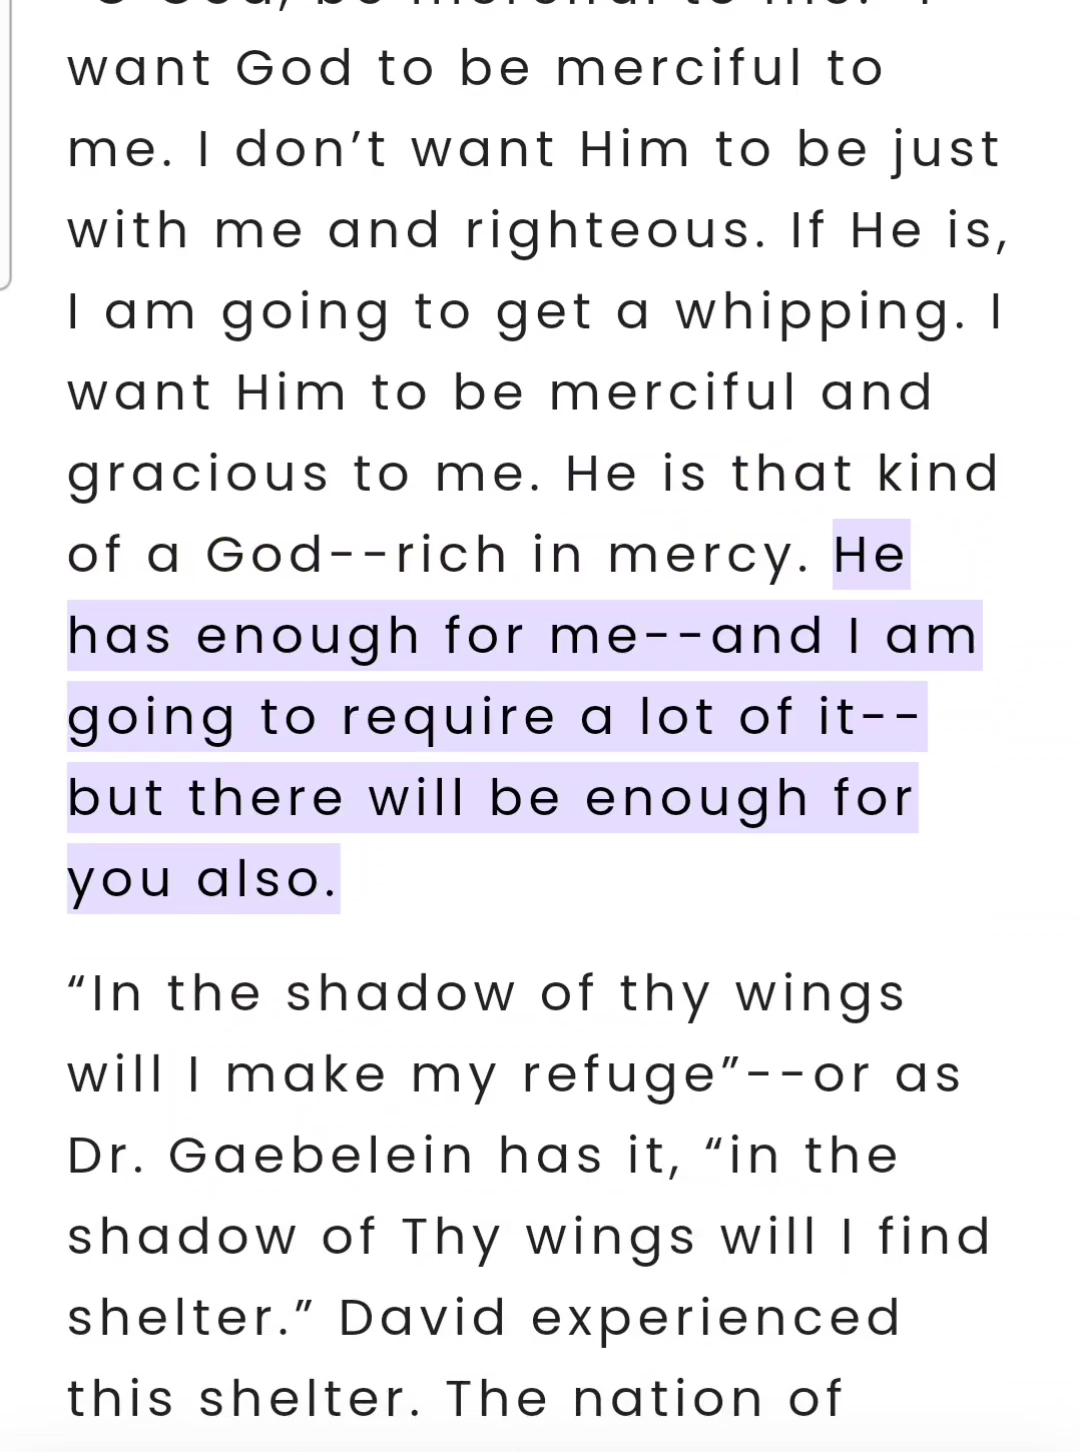 "O God, be merciful to me." I
want God to be merciful to
me. I don’t want Him to be just
with me and righteous. If He is,
I am going to get a whipping. I
want Him to be merciful and
gracious to me. He is that kind
of a God--rich in mercy. He
has enough for me--and I am
going to require a lot of it--
but there will be enough for
you also.
“In the shadow of thy wings
will I make my refuge”--or as
Dr. Gaebelein has it, “in the
shadow of Thy wings will I find
shelter.” David experienced
this shelter. The nation of